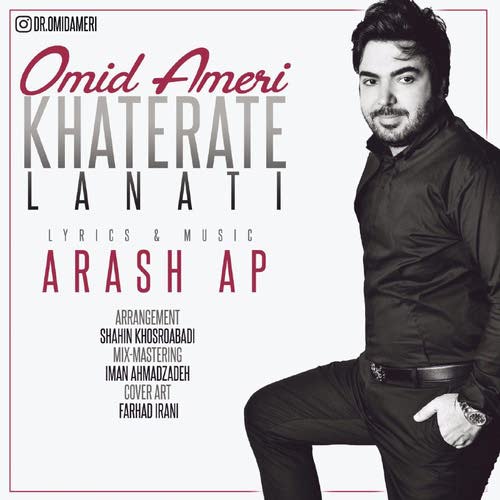 DR.OMIDAMERI
Omid Ameri
KHATERATE
LANATI
LYRICS & MUSIC
ARASH AP
ARRANGEMENT
SHAHIN KHOSROABADI
MIX-MASTERING
IMAN AHMADZADEH
COVER ART
FARHAD IRANI